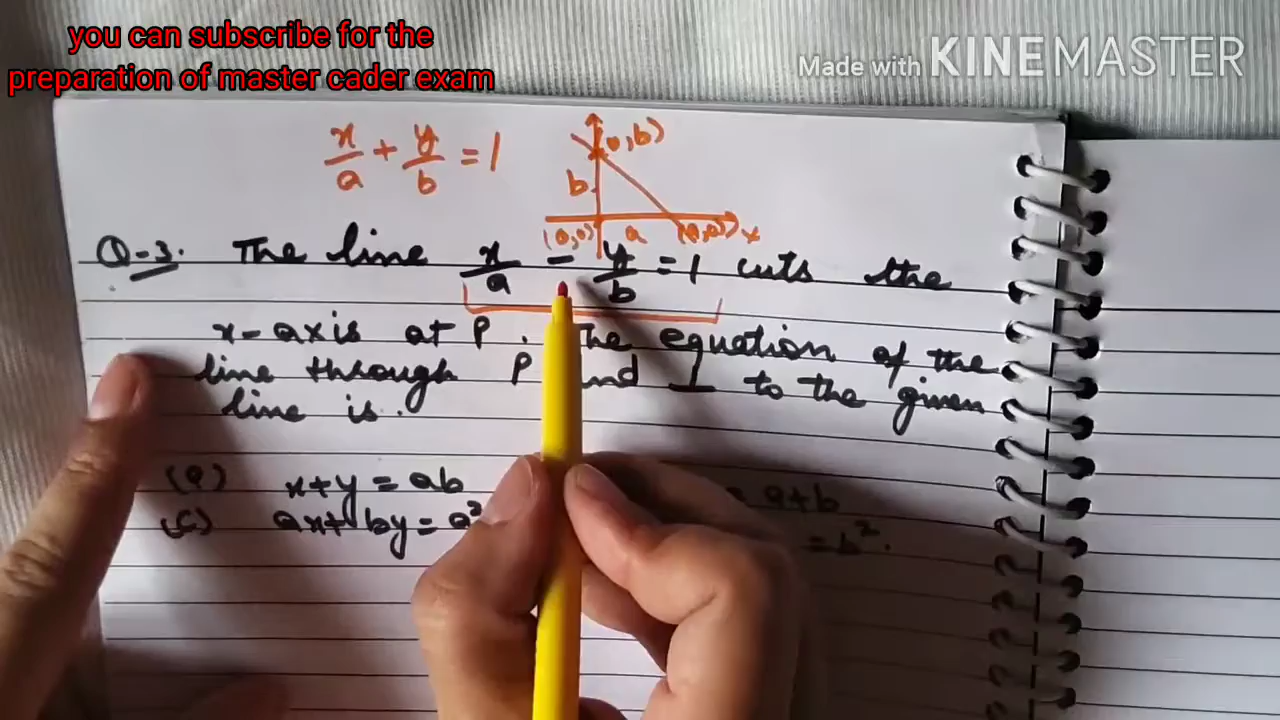 you can subscribe for the
preparation of master cader exam
Made with KINEMASTER
x/a + y/b = 1
(0,b)
b
(0,0) a x
Q-3. The line x/a - y/b = 1 cuts the
x-axis at P. The equation of the
line through P and ⊥ to the given
line is.
(a) x+y = ab
= a+b
(c) ax+by = a²
= b².